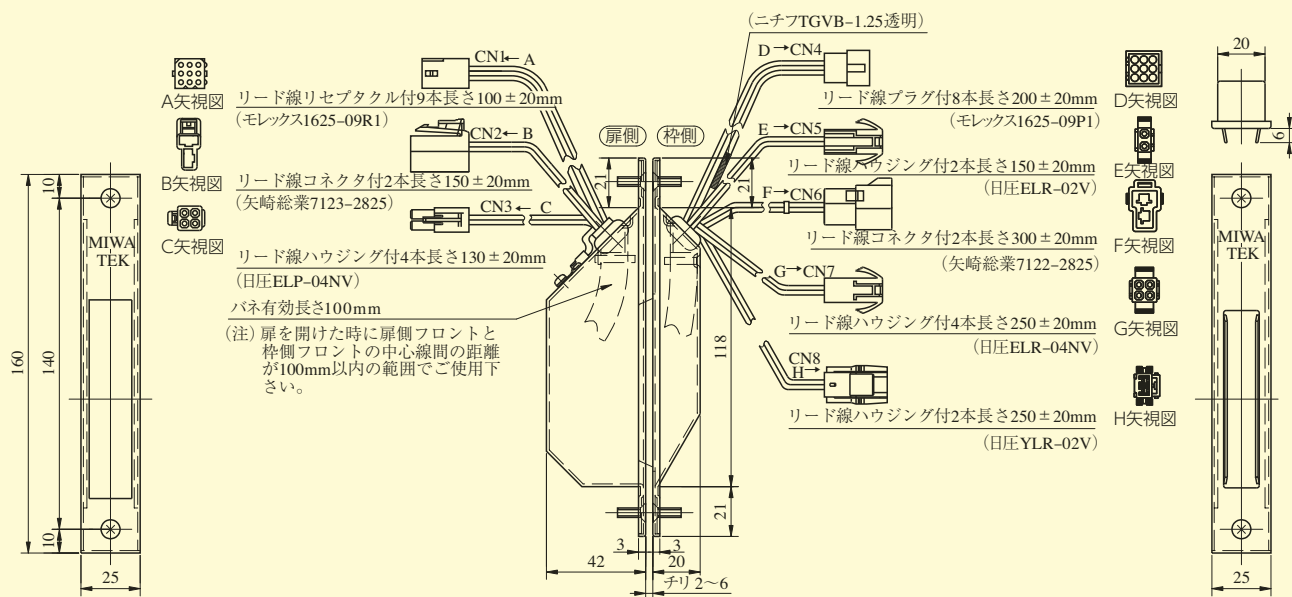 (ニチフTGVB-1.25透明)
CN1← A
A矢視図
リード線リセプタクル付9本長さ100±20mm
(モレックス1625-09R1)
CN2← B
B矢視図
リード線コネクタ付2本長さ150±20mm
(矢崎総業7123-2825)
CN3← C
C矢視図
リード線ハウジング付4本長さ130±20mm
(日圧ELP-04NV)
バネ有効長さ100mm
(注)扉を開けた時に扉側フロントと
枠側フロントの中心線間の距離
が100mm以内の範囲でご使用下
さい。
10
MIWA
TEK
160
140
10
25
扉側
枠側
21
21
118
21
3
3
42
20
チリ2〜6
D→CN4
リード線プラグ付8本長さ200±20mm
(モレックス1625-09P1)
D矢視図
E→CN5
リード線ハウジング付2本長さ150±20mm
(日圧ELR-02V)
E矢視図
F→CN6
リード線コネクタ付2本長さ300±20mm
(矢崎総業7122-2825)
F矢視図
G→CN7
リード線ハウジング付4本長さ250±20mm
(日圧ELR-04NV)
G矢視図
CN8
H→
リード線ハウジング付2本長さ250±20mm
(日圧YLR-02V)
H矢視図
20
6
MIWA
TEK
25